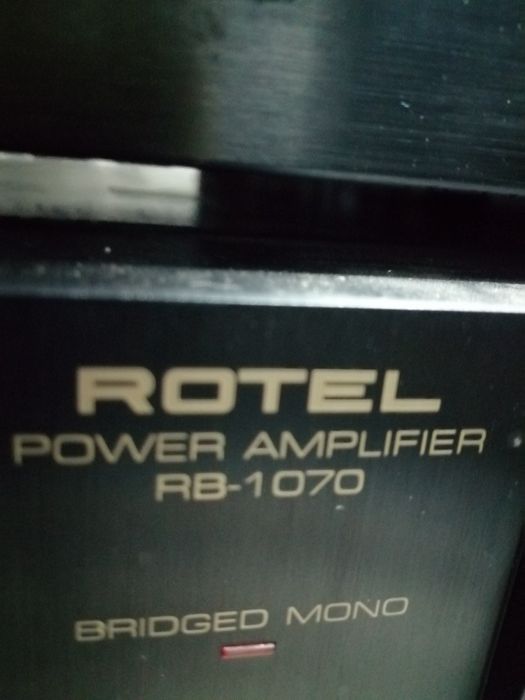 ROTEL
POWER AMPLIFIER
RB-1070
BRIDGED MONO